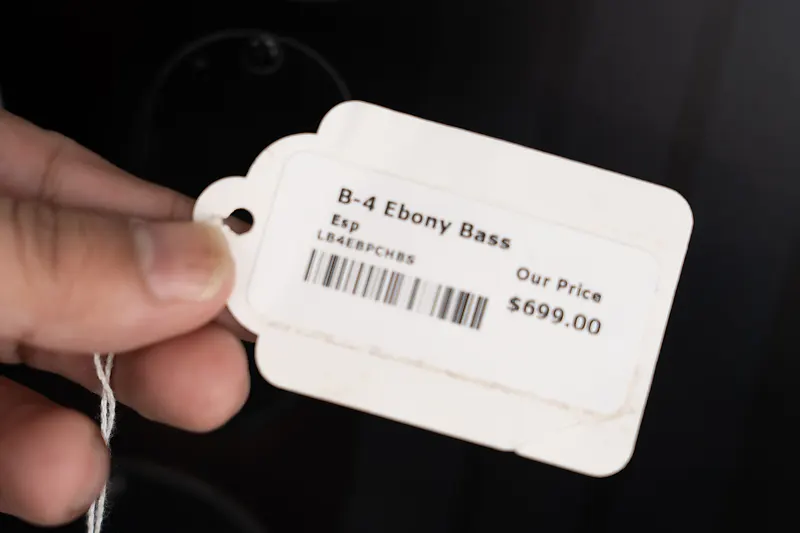 B-4 Ebony Bass
Esp
LB4EBPCHBS
Our Price
$699.00